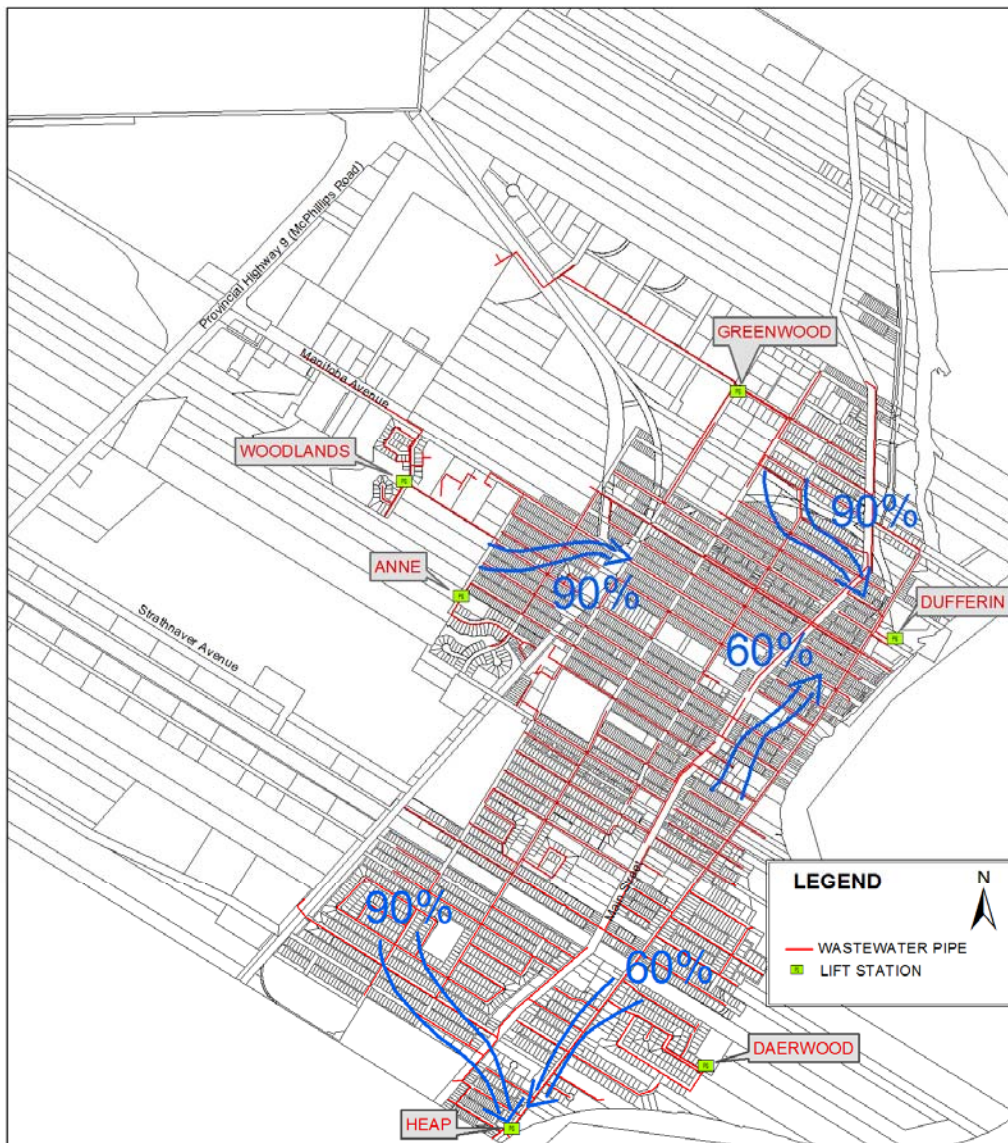 Provincial Highway 9 (McPhillips Road)
GREENWOOD
Manitoba Avenue
WOODLANDS
90%
ANNE
90%
DUFFERIN
Strathnaver Avenue
60%
Main Street
LEGEND
N
WASTEWATER PIPE
LIFT STATION
90%
60%
DAERWOOD
HEAP